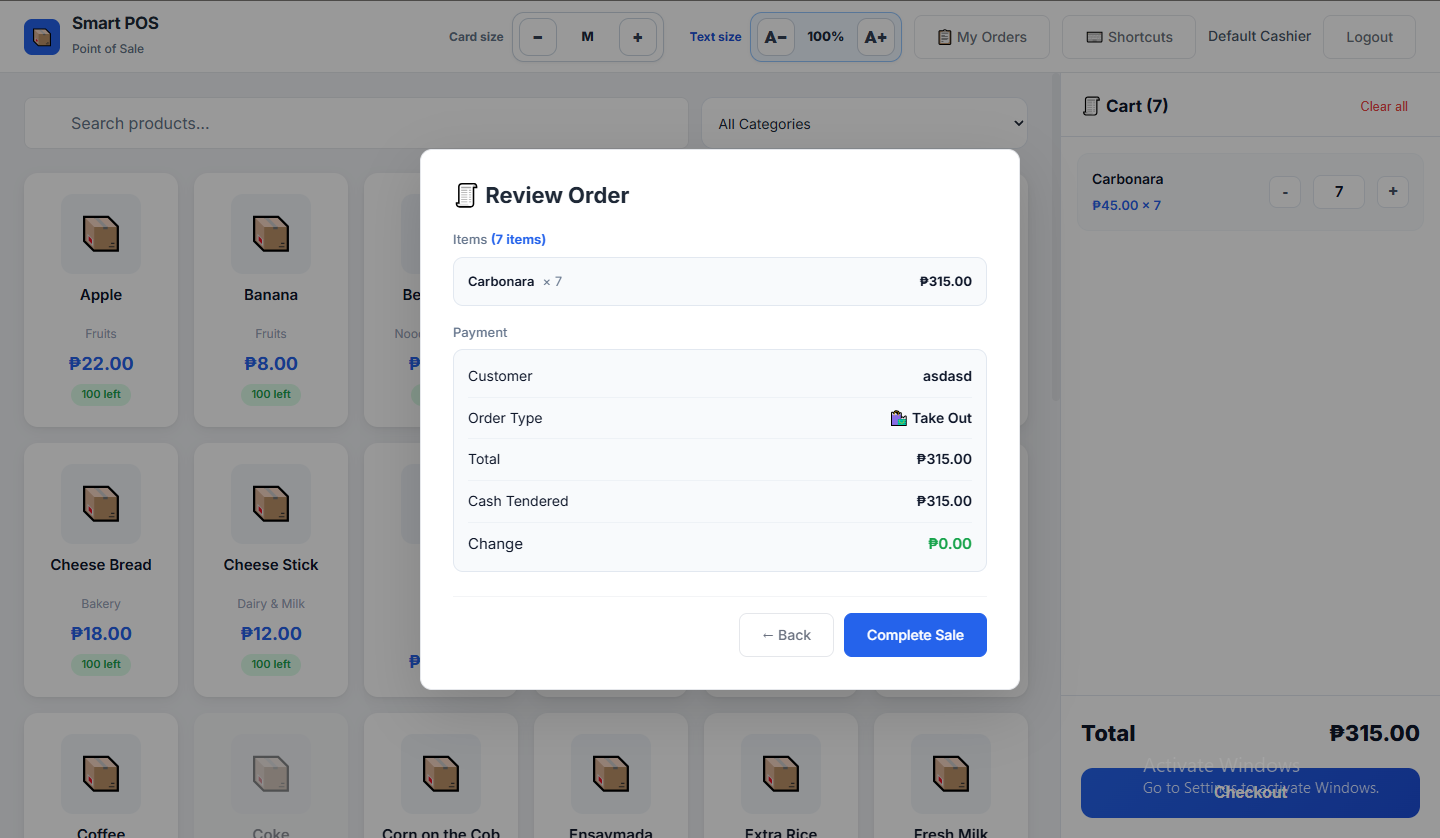 Smart POS
Point of Sale
Card size
−
M
+
Text size
A−
100%
A+
My Orders
Shortcuts
Default Cashier
Logout
Search products...
All Categories
Cart (7)
Clear all
Carbonara
₱45.00 × 7
-
7
+
Apple
Fruits
₱22.00
100 left
Banana
Fruits
₱8.00
100 left
Review Order
Items (7 items)
Carbonara × 7 ₱315.00
Payment
Customer asdasd
Order Type Take Out
Total ₱315.00
Cash Tendered ₱315.00
Change ₱0.00
← Back
Complete Sale
Cheese Bread
Bakery
₱18.00
100 left
Cheese Stick
Dairy & Milk
₱12.00
100 left
Coffee
Coke
Corn on the Cob
Ensaymada
Extra Rice
Fresh Milk
Total ₱315.00
Checkout
Activate Windows
Go to Settings to activate Windows.